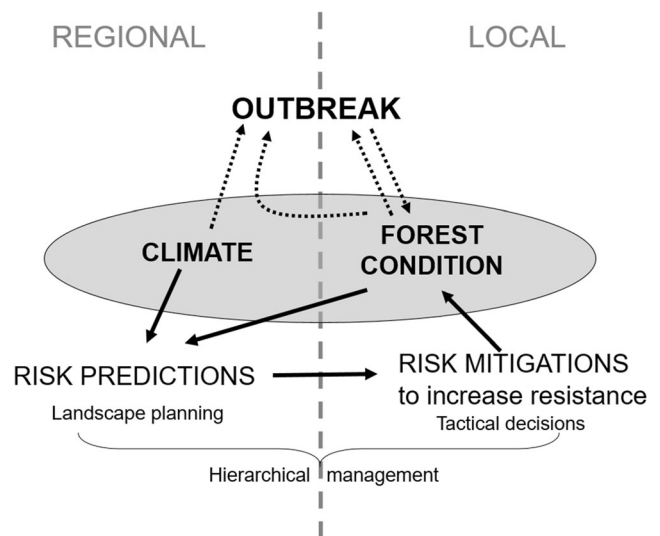 REGIONAL
LOCAL
OUTBREAK
CLIMATE
FOREST
CONDITION
RISK PREDICTIONS
Landscape planning
RISK MITIGATIONS
to increase resistance
Tactical decisions
Hierarchical management